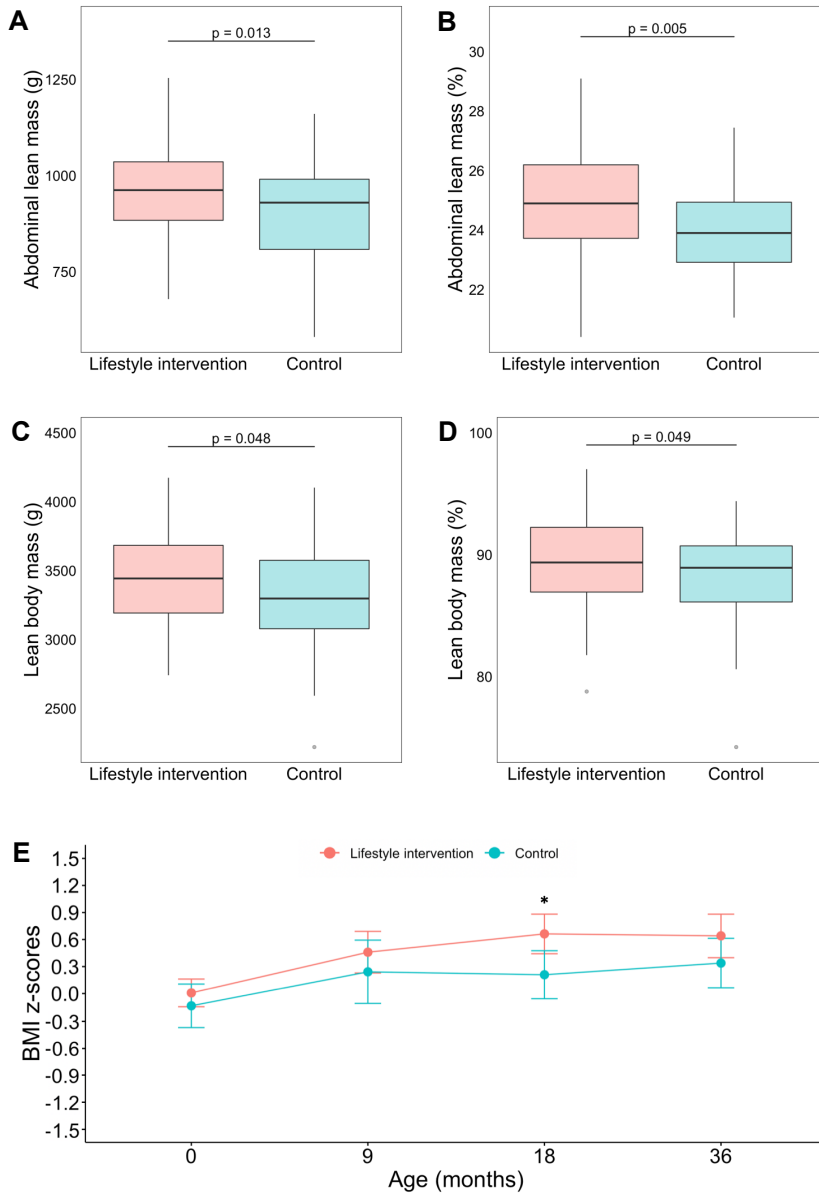 A
p = 0.013
Abdominal lean mass (g)
1250
1000
750
Lifestyle intervention
Control
B
p = 0.005
Abdominal lean mass (%)
30
28
26
24
22
Lifestyle intervention
Control
C
p = 0.048
Lean body mass (g)
4500
4000
3500
3000
2500
Lifestyle intervention
Control
D
p = 0.049
Lean body mass (%)
100
90
80
Lifestyle intervention
Control
E
Lifestyle intervention
Control
*
BMI z-scores
1.5
1.2
0.9
0.6
0.3
0.0
-0.3
-0.6
-0.9
-1.2
-1.5
0
9
18
36
Age (months)